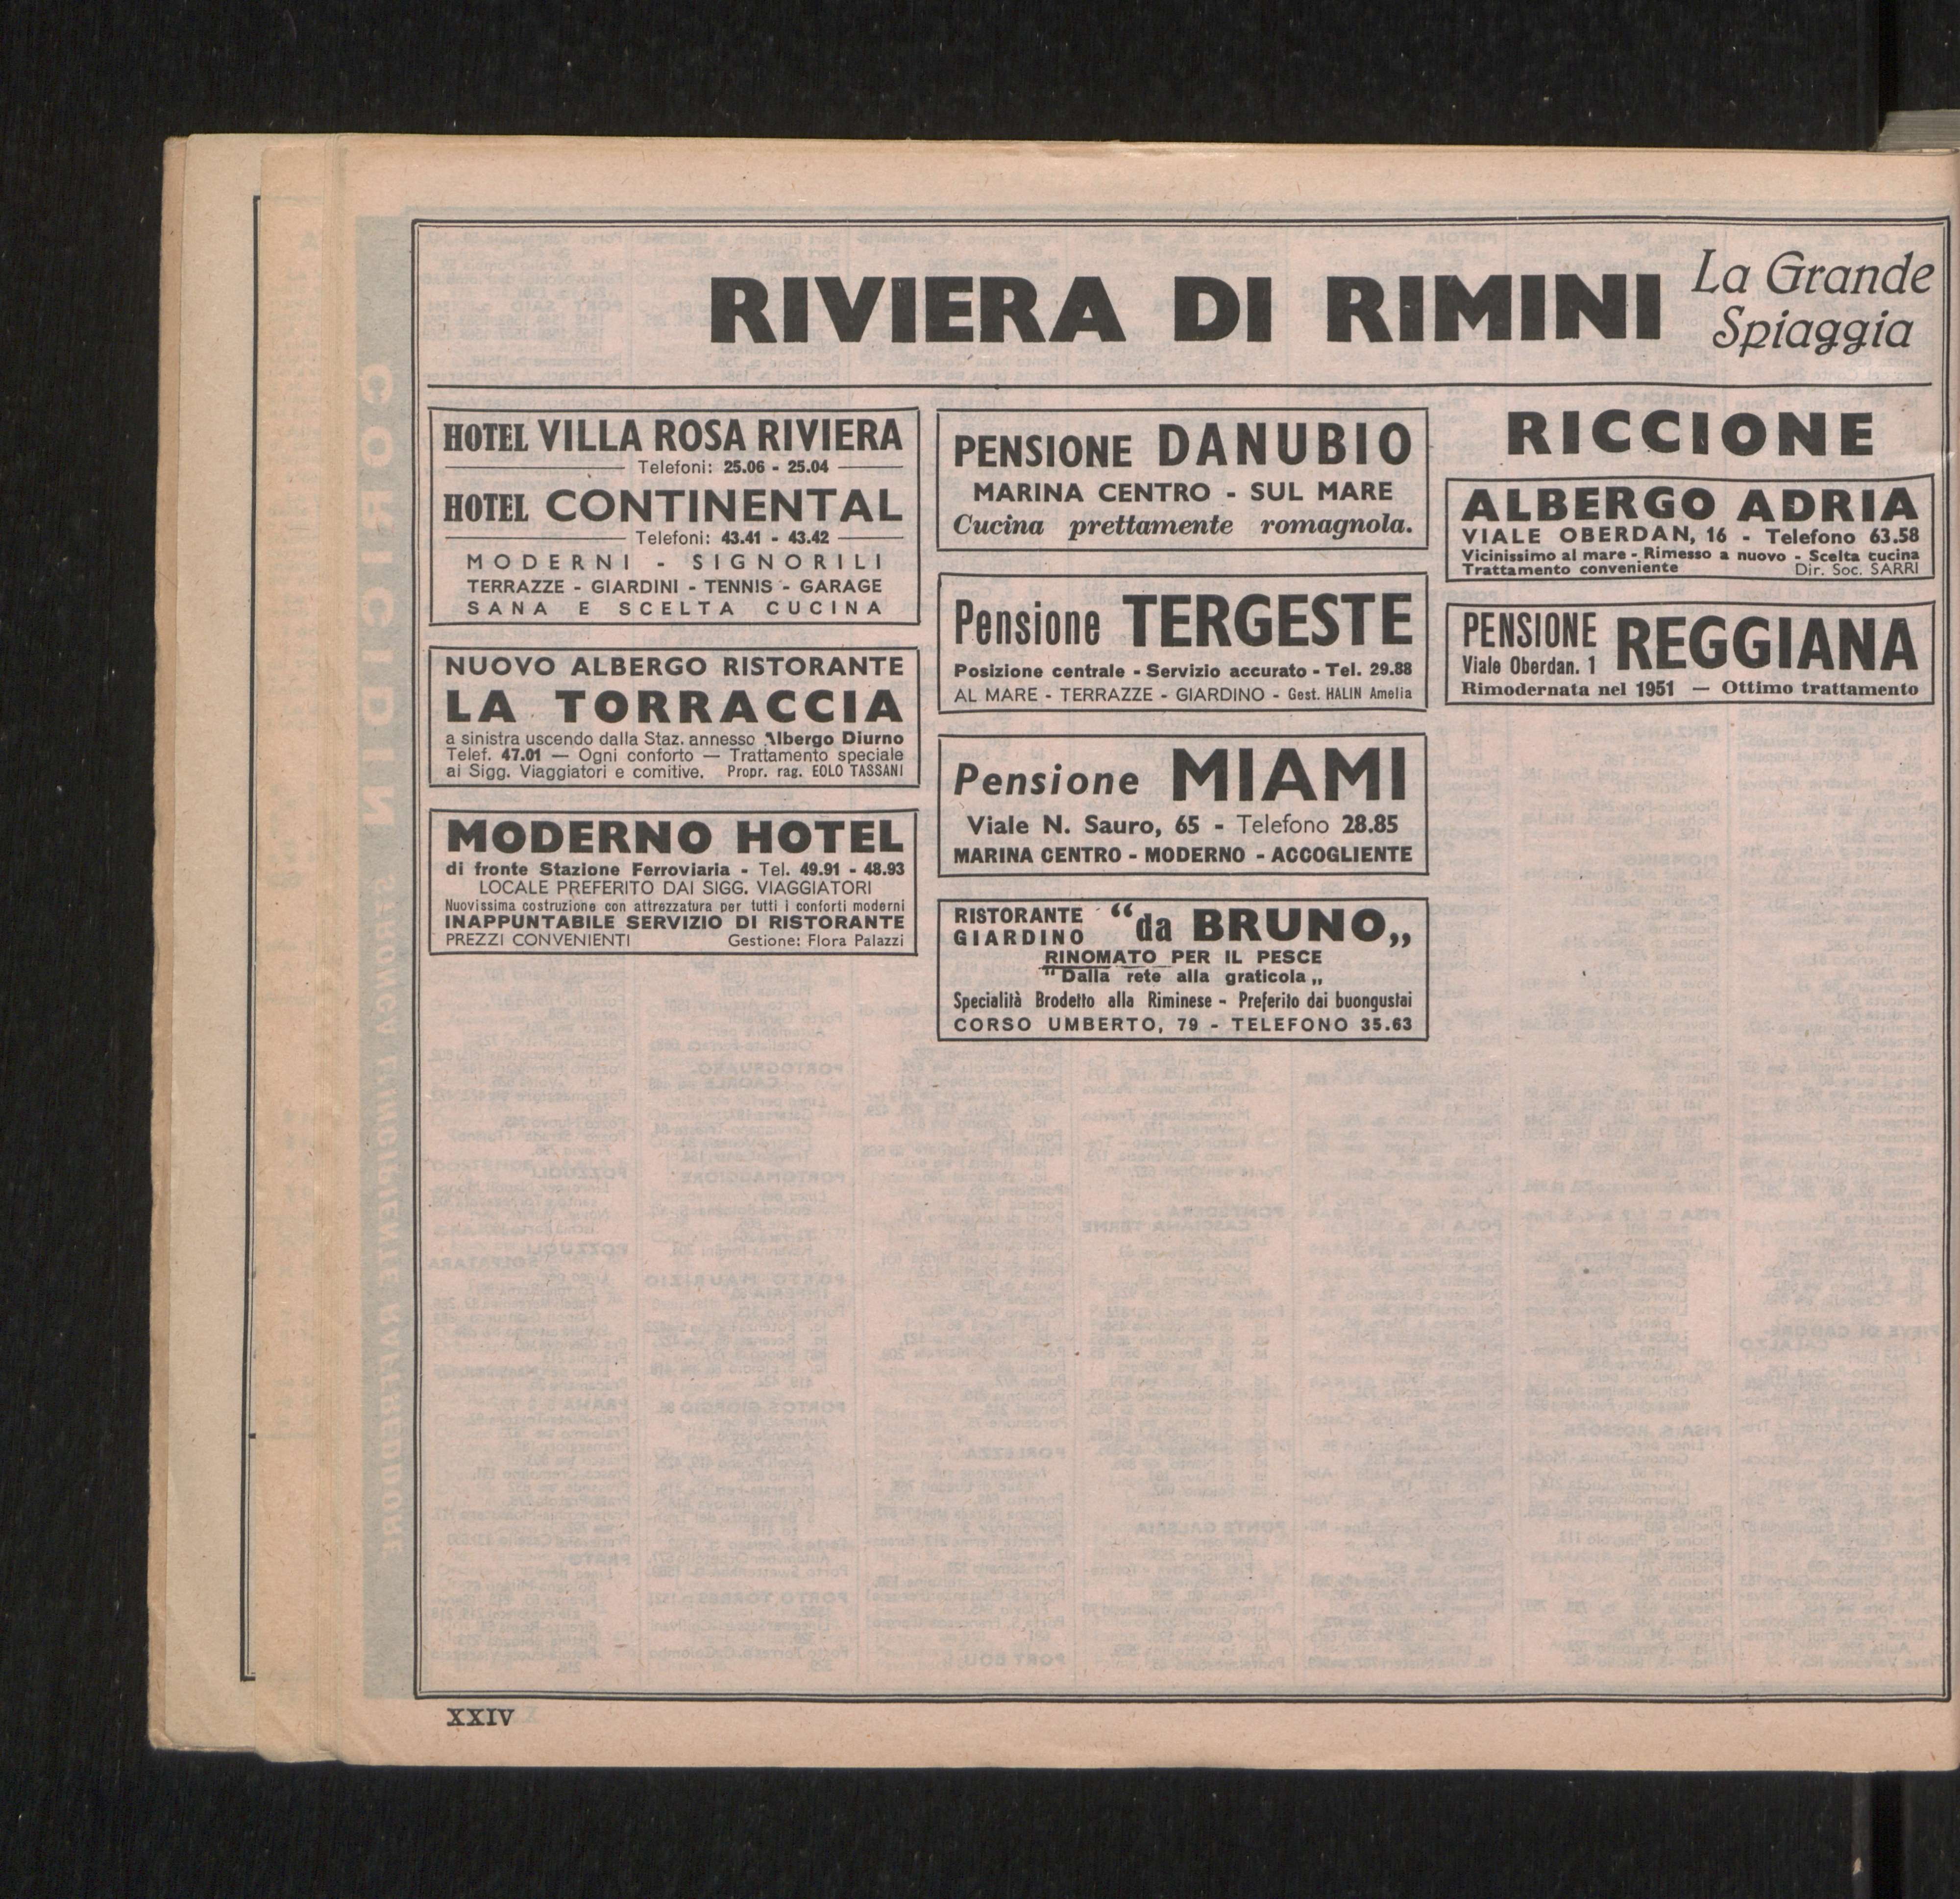 RIVIERA DI RIMINI
La Grande
Spiaggia
HOTEL VILLA ROSA RIVIERA
Telefoni: 25.06 - 25.04
HOTEL CONTINENTAL
Telefoni: 43.41 - 43.42
MODERNI - SIGNORILI
TERRAZZE - GIARDINI - TENNIS - GARAGE
SANA E SCELTA CUCINA
NUOVO ALBERGO RISTORANTE
LA TORRACCIA
a sinistra uscendo dalla Staz. annesso Albergo Diurno
Telef. 47.01 — Ogni conforto — Trattamento speciale
ai Sigg. Viaggiatori e comitive. Propr. rag. EOLO TASSANI
MODERNO HOTEL
di fronte Stazione Ferroviaria - Tel. 49.91 - 48.93
LOCALE PREFERITO DAI SIGG. VIAGGIATORI
Nuovissima costruzione con attrezzatura per tutti i conforti moderni
INAPPUNTABILE SERVIZIO DI RISTORANTE
PREZZI CONVENIENTI Gestione: Flora Palazzi
PENSIONE DANUBIO
MARINA CENTRO - SUL MARE
Cucina prettamente romagnola.
Pensione TERGESTE
Posizione centrale - Servizio accurato - Tel. 29.88
AL MARE - TERRAZZE - GIARDINO - Gest. HALIN Amelia
Pensione MIAMI
Viale N. Sauro, 65 - Telefono 28.85
MARINA CENTRO - MODERNO - ACCOGLIENTE
RISTORANTE
GIARDINO
“da BRUNO„
RINOMATO PER IL PESCE
"Dalla rete alla graticola„
Specialità Brodetto alla Riminese - Preferito dai buongustai
CORSO UMBERTO, 79 - TELEFONO 35.63
RICCIONE
ALBERGO ADRIA
VIALE OBERDAN, 16 - Telefono 63.58
Vicinissimo al mare - Rimesso a nuovo - Scelta cucina
Trattamento conveniente Dir. Soc. SARRI
PENSIONE
Viale Oberdan. 1
REGGIANA
Rimodernata nel 1951 — Ottimo trattamento
XXIV